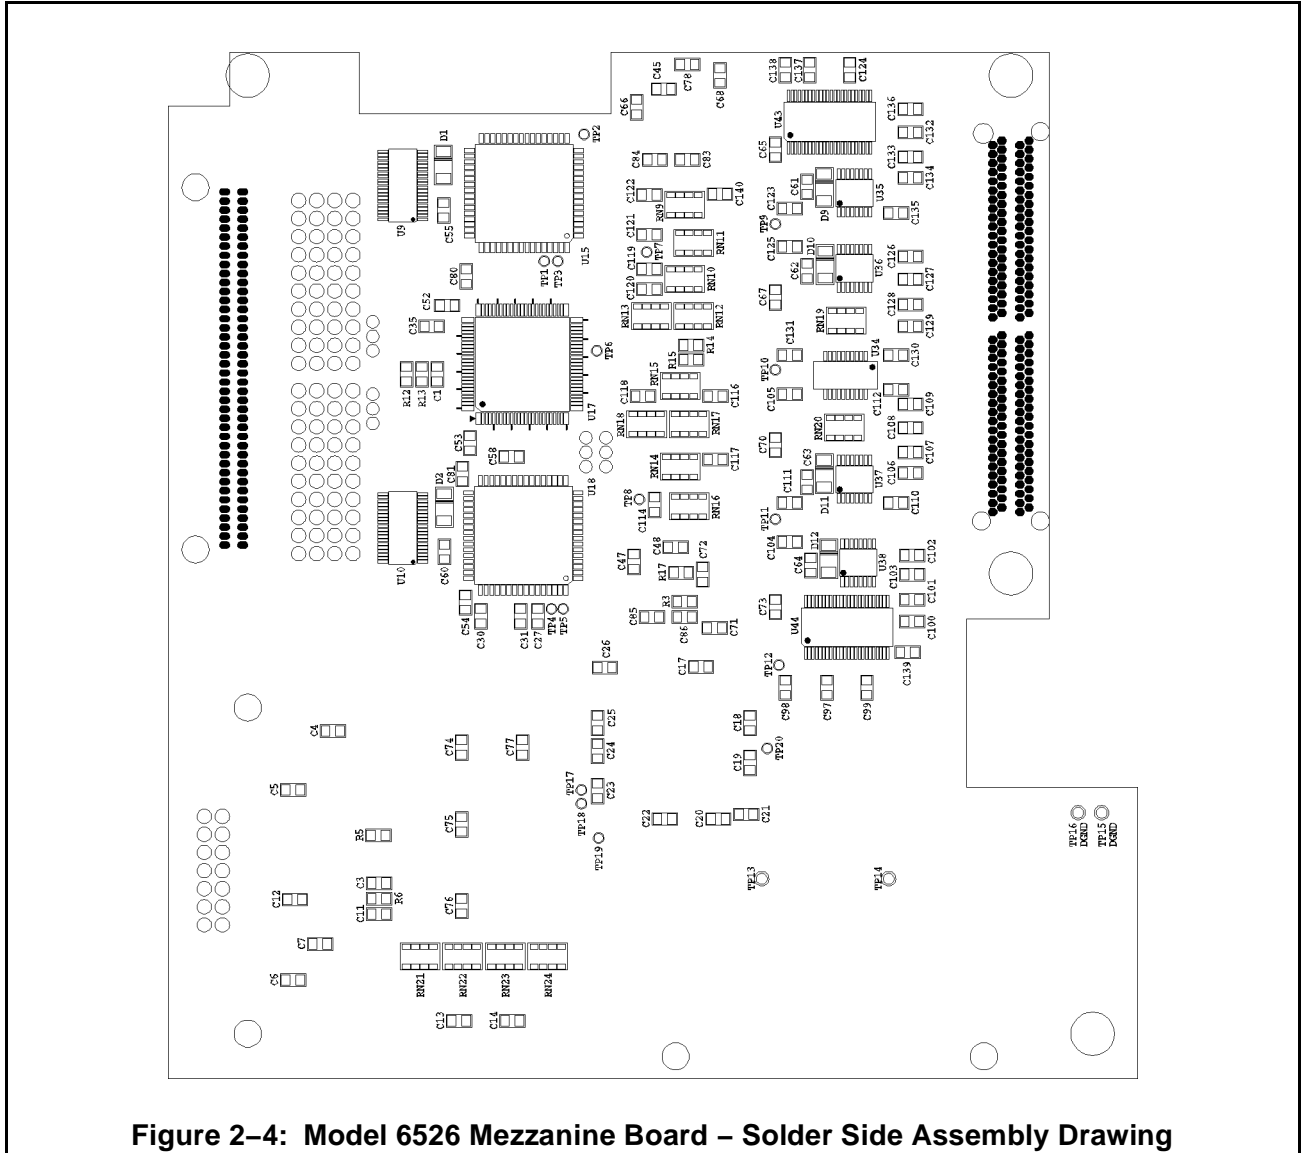 C45
C78
C68
C138
C137
C124
C66
U43
C136
C132
D1
TP2
C65
C84
C83
C133
C134
C122
RN9
C140
C61
C123
D9
U35
C135
TP9
U9
C55
U15
C121
C119
TP7
RN11
C125
D10
C126
TP1
TP3
C80
C120
RN10
C62
U36
C127
C52
C35
RN13
RN12
C67
C128
RN19
C129
TP6
R14
R15
C131
U34
C130
R12
R13
C1
RN15
TP10
C118
C116
C105
C112
C109
U17
RN18
RN17
RN20
C108
C53
C58
C70
C107
C81
RN14
C117
C63
C106
D2
U18
C111
U37
TP8
C114
RN16
D11
C110
TP11
U10
C60
C47
C48
C72
C104
D12
C102
R17
C64
U38
C103
C101
C54
C30
C31
C27
TP4
TP5
R3
C85
C86
C71
C73
U44
C100
C26
C17
TP12
C139
C98
C97
C99
C4
C74
C77
C25
C24
C18
TP20
C19
C5
TP17
C23
TP18
C22
C20
C21
TP16
DGND
TP15
DGND
R5
C75
TP19
TP13
TP14
C3
C12
R6
C11
C76
C7
C6
RN21
RN22
RN23
RN24
C13
C14
Figure 2–4: Model 6526 Mezzanine Board – Solder Side Assembly Drawing